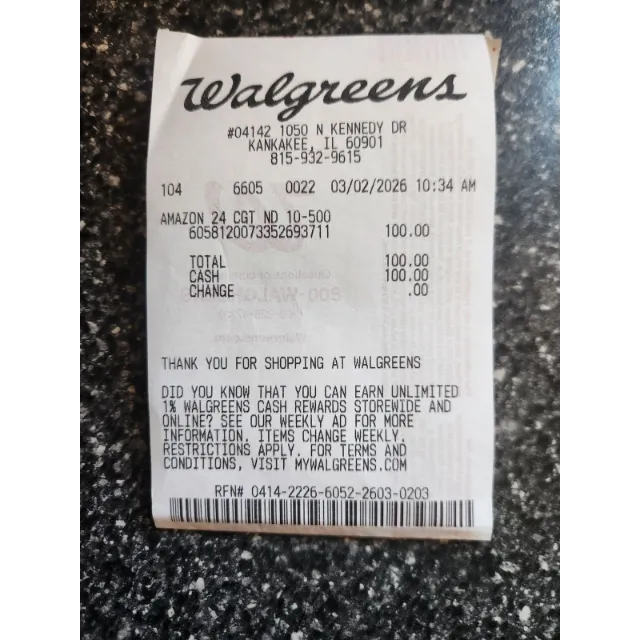 Walgreens
#04142 1050 N KENNEDY DR
KANKAKEE, IL 60901
815-932-9615
104 6605 0022 03/02/2026 10:34 AM
AMAZON 24 CGT ND 10-500
6058120073352693711 100.00
TOTAL 100.00
CASH 100.00
CHANGE .00
THANK YOU FOR SHOPPING AT WALGREENS
DID YOU KNOW THAT YOU CAN EARN UNLIMITED
1% WALGREENS CASH REWARDS STOREWIDE AND
ONLINE? SEE OUR WEEKLY AD FOR MORE
INFORMATION. ITEMS CHANGE WEEKLY.
RESTRICTIONS APPLY. FOR TERMS AND
CONDITIONS, VISIT MYWALGREENS.COM
RFN# 0414-2226-6052-2603-0203